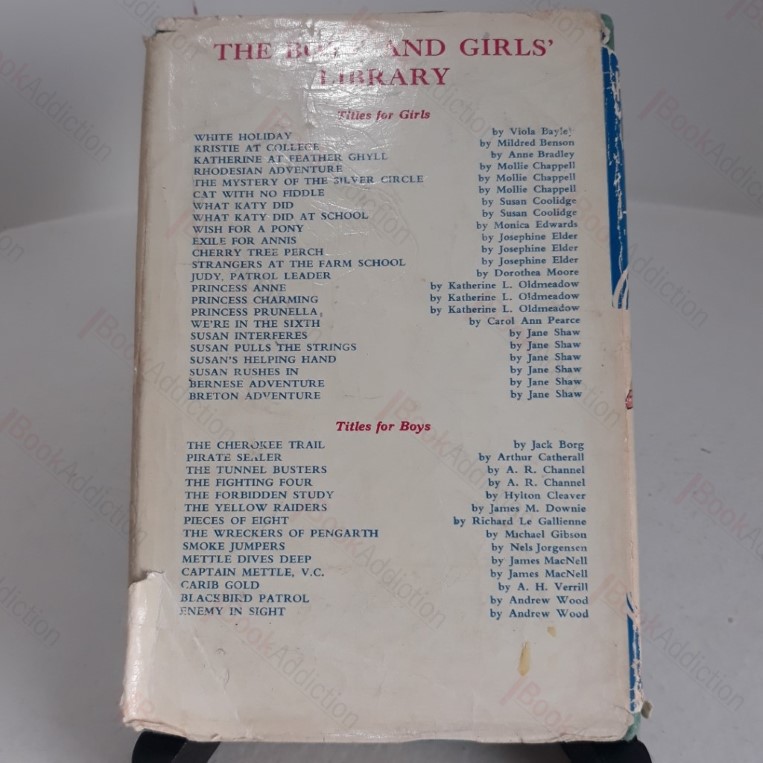 THE BOYS' AND GIRLS'
LIBRARY
Titles for Girls
WHITE HOLIDAY by Viola Bayley
KRISTIE AT COLLEGE by Mildred Benson
KATHERINE AT FEATHER GHYLL by Anne Bradley
RHODESIAN ADVENTURE by Mollie Chappell
THE MYSTERY OF THE SILVER CIRCLE by Mollie Chappell
CAT WITH NO FIDDLE by Mollie Chappell
WHAT KATY DID by Susan Coolidge
WHAT KATY DID AT SCHOOL by Susan Coolidge
WISH FOR A PONY by Monica Edwards
EXILE FOR ANNIS by Josephine Elder
CHERRY TREE PERCH by Josephine Elder
STRANGERS AT THE FARM SCHOOL by Josephine Elder
JUDY, PATROL LEADER by Dorothea Moore
PRINCESS ANNE by Katherine L. Oldmeadow
PRINCESS CHARMING by Katherine L. Oldmeadow
PRINCESS PRUNELLA by Katherine L. Oldmeadow
WE'RE IN THE SIXTH by Carol Ann Pearce
SUSAN INTERFERES by Jane Shaw
SUSAN PULLS THE STRINGS by Jane Shaw
SUSAN'S HELPING HAND by Jane Shaw
SUSAN RUSHES IN by Jane Shaw
BERNESE ADVENTURE by Jane Shaw
BRETON ADVENTURE by Jane Shaw
Titles for Boys
THE CHEROKEE TRAIL by Jack Borg
PIRATE SEALER by Arthur Catherall
THE TUNNEL BUSTERS by A. R. Channel
THE FIGHTING FOUR by A. R. Channel
THE FORBIDDEN STUDY by Hylton Cleaver
THE YELLOW RAIDERS by James M. Downie
PIECES OF EIGHT by Richard Le Gallienne
THE WRECKERS OF PENGARTH by Michael Gibson
SMOKE JUMPERS by Nels Jorgensen
METTLE DIVES DEEP by James MacNell
CAPTAIN METTLE, V.C. by James MacNell
CARIB GOLD by A. H. Verrill
BLACKBIRD PATROL by Andrew Wood
ENEMY IN SIGHT by Andrew Wood
BookAddiction